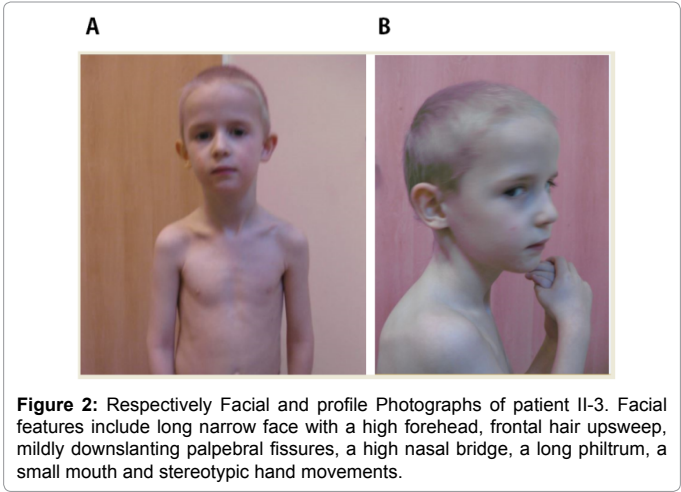 A
B
Figure 2: Respectively Facial and profile Photographs of patient II-3. Facial
features include long narrow face with a high forehead, frontal hair upsweep,
mildly downslanting palpebral fissures, a high nasal bridge, a long philtrum, a
small mouth and stereotypic hand movements.